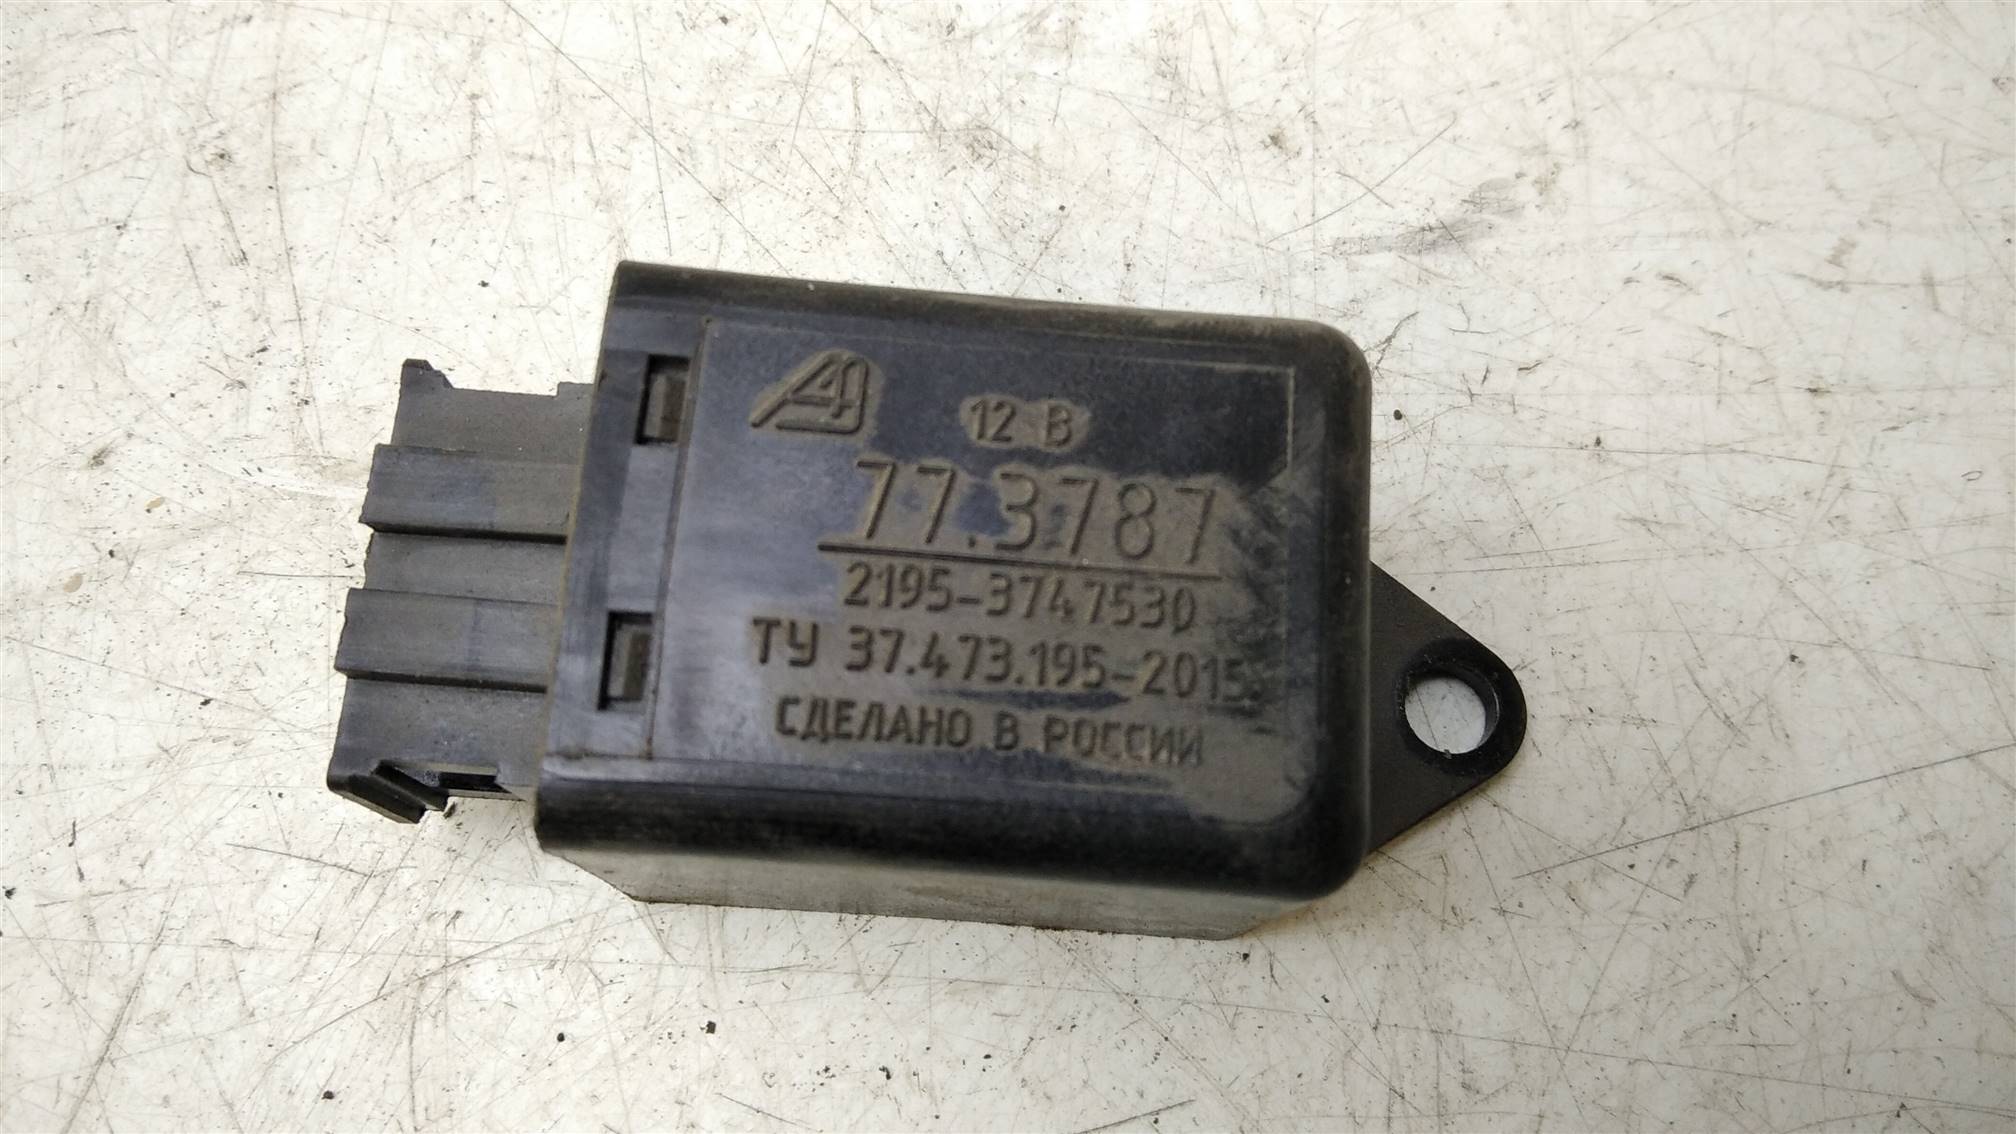 12 В
77.3787
2195-3747530
ТУ 37.473.195-2015
СДЕЛАНО В РОССИИ